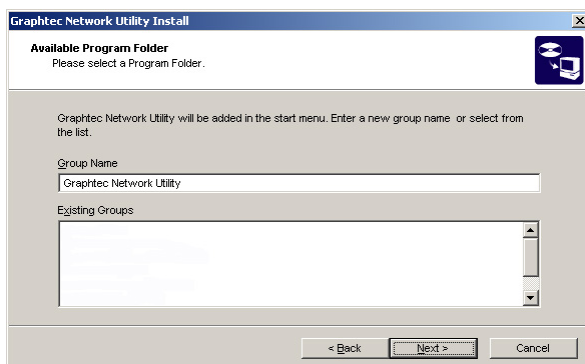 Graphtec Network Utility Install
Available Program Folder
Please select a Program Folder.
Graphtec Network Utility will be added in the start menu. Enter a new group name or select from
the list.
Group Name
Graphtec Network Utility
Existing Groups
< Back
Next >
Cancel